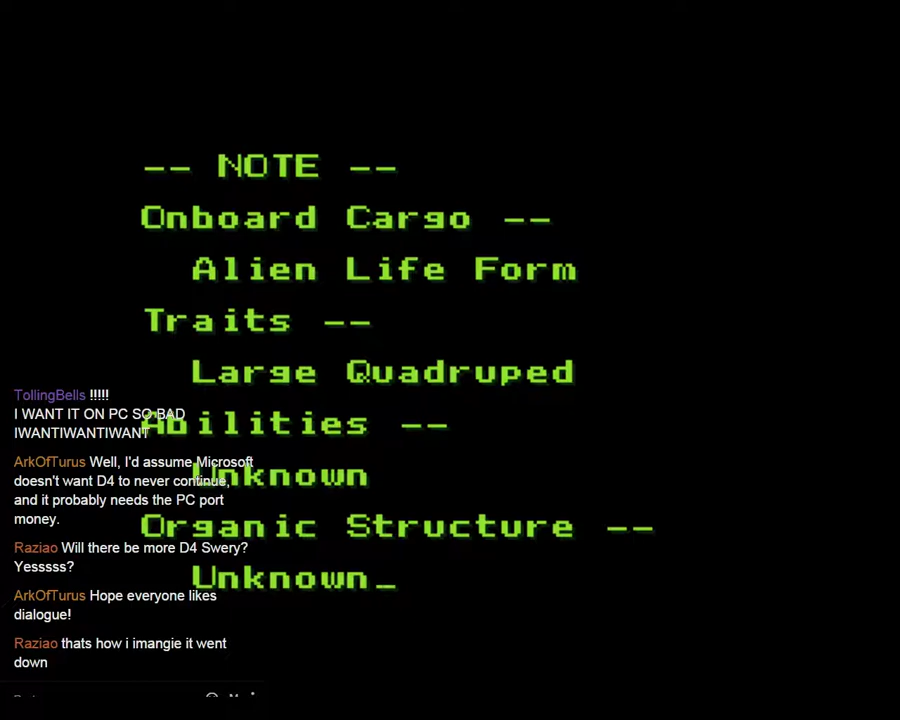 -- NOTE --
Onboard Cargo --
Alien Life Form
Traits --
Large Quadruped
Abilities --
Unknown
Organic Structure --
Unknown_
TollingBells !!!!!
I WANT IT ON PC SO BAD
IWANTIWANTIWANT
ArkOfTurus Well, I'd assume Microsoft
doesn't want D4 to never continue,
and it probably needs the PC port
money.
Raziao Will there be more D4 Swery?
Yesssss?
ArkOfTurus Hope everyone likes
dialogue!
Raziao thats how i imangie it went
down